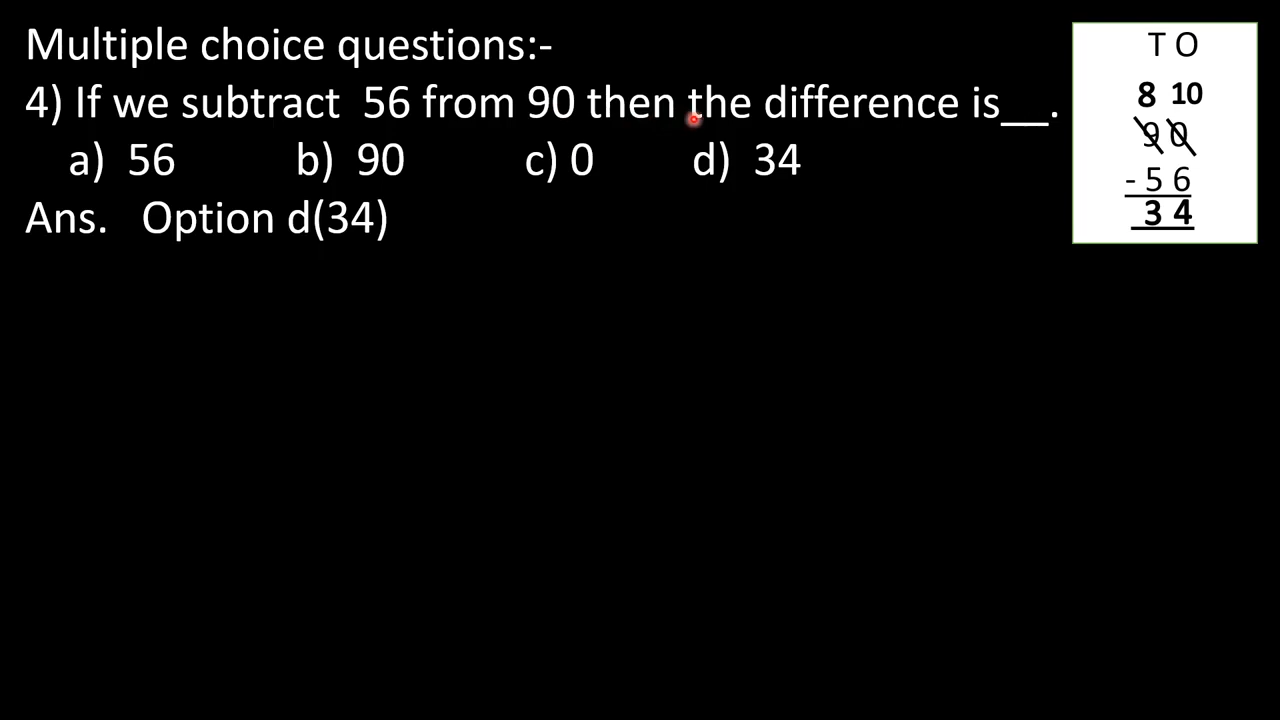 Multiple choice questions:-
4) If we subtract 56 from 90 then the difference is__.
a) 56 b) 90 c) 0 d) 34
Ans. Option d(34)
T O
8 10
9 0
- 5 6
3 4